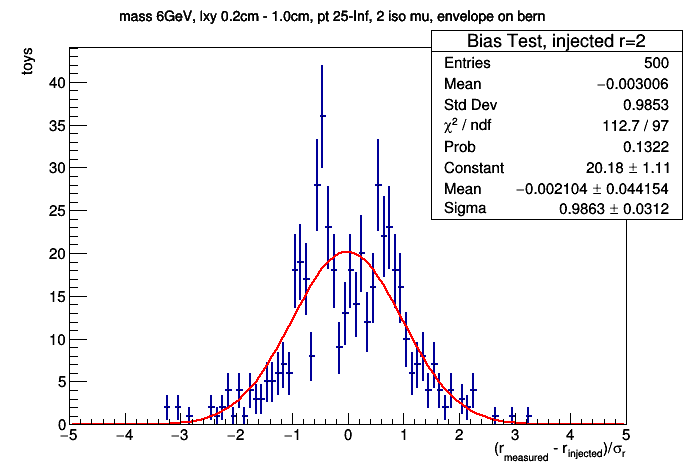 mass 6GeV, lxy 0.2cm - 1.0cm, pt 25-Inf, 2 iso mu, envelope on bern
Bias Test, injected r=2
Entries 500
Mean −0.003006
Std Dev 0.9853
χ² / ndf 112.7 / 97
Prob 0.1322
Constant 20.18 ± 1.11
Mean −0.002104 ± 0.044154
Sigma 0.9863 ± 0.0312
toys
40
35
30
25
20
15
10
5
0
−5 −4 −3 −2 −1 0 1 2 3 4 5
(r_measured - r_injected)/σ_r